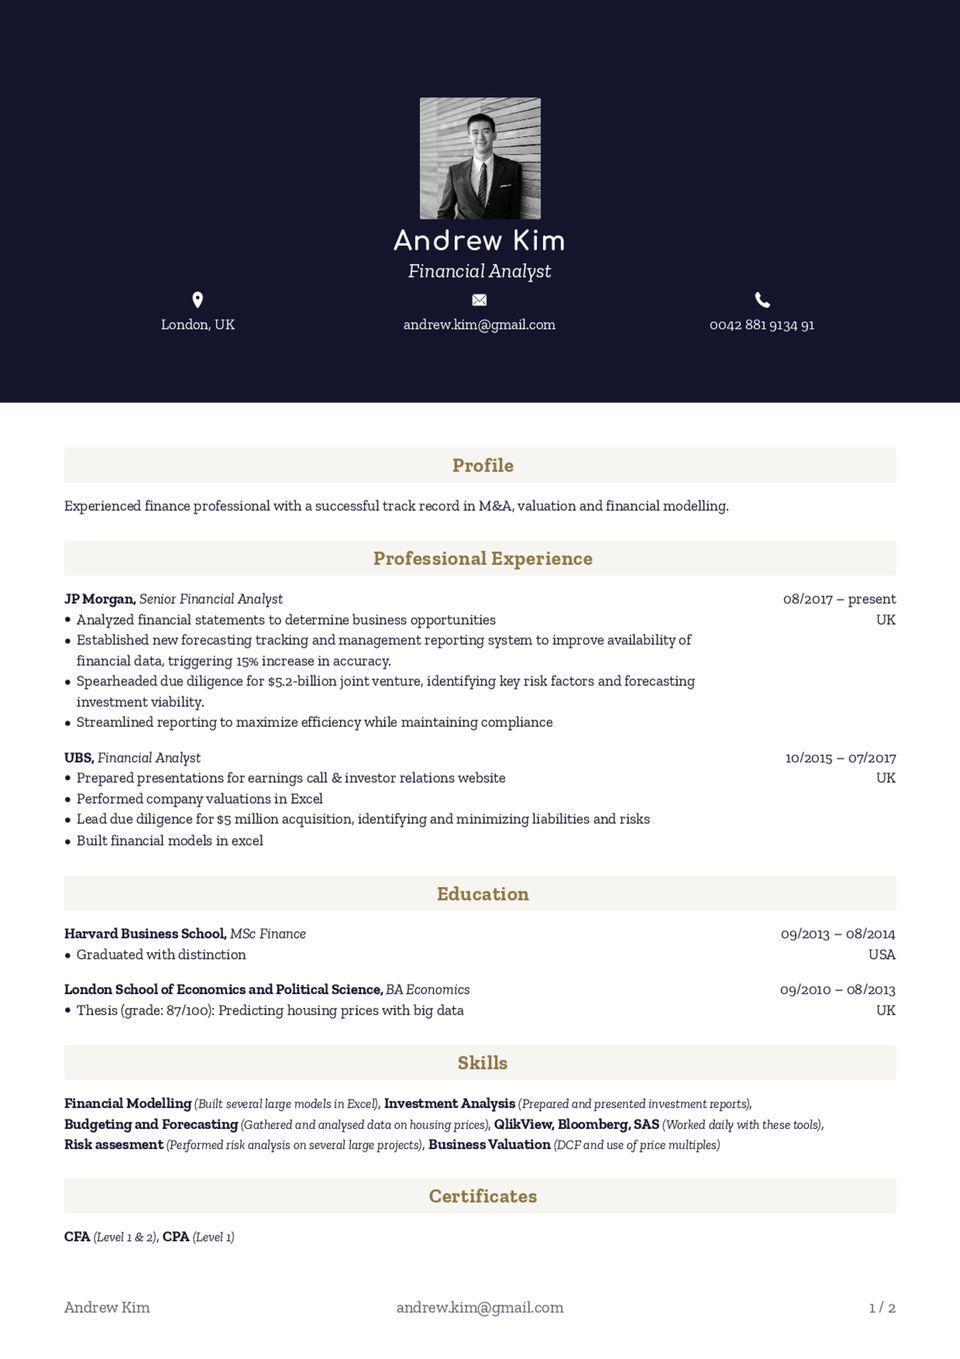 Andrew Kim
Financial Analyst
London, UK
andrew.kim@gmail.com
0042 881 9134 91
Profile
Experienced finance professional with a successful track record in M&A, valuation and financial modelling.
Professional Experience
JP Morgan, Senior Financial Analyst 08/2017 – present
• Analyzed financial statements to determine business opportunities UK
• Established new forecasting tracking and management reporting system to improve availability of
financial data, triggering 15% increase in accuracy.
• Spearheaded due diligence for $5.2-billion joint venture, identifying key risk factors and forecasting
investment viability.
• Streamlined reporting to maximize efficiency while maintaining compliance
UBS, Financial Analyst 10/2015 – 07/2017
• Prepared presentations for earnings call & investor relations website UK
• Performed company valuations in Excel
• Lead due diligence for $5 million acquisition, identifying and minimizing liabilities and risks
• Built financial models in excel
Education
Harvard Business School, MSc Finance 09/2013 – 08/2014
• Graduated with distinction USA
London School of Economics and Political Science, BA Economics 09/2010 – 08/2013
• Thesis (grade: 87/100): Predicting housing prices with big data UK
Skills
Financial Modelling (Built several large models in Excel), Investment Analysis (Prepared and presented investment reports),
Budgeting and Forecasting (Gathered and analysed data on housing prices), QlikView, Bloomberg, SAS (Worked daily with these tools),
Risk assesment (Performed risk analysis on several large projects), Business Valuation (DCF and use of price multiples)
Certificates
CFA (Level 1 & 2), CPA (Level 1)
Andrew Kim andrew.kim@gmail.com 1 / 2